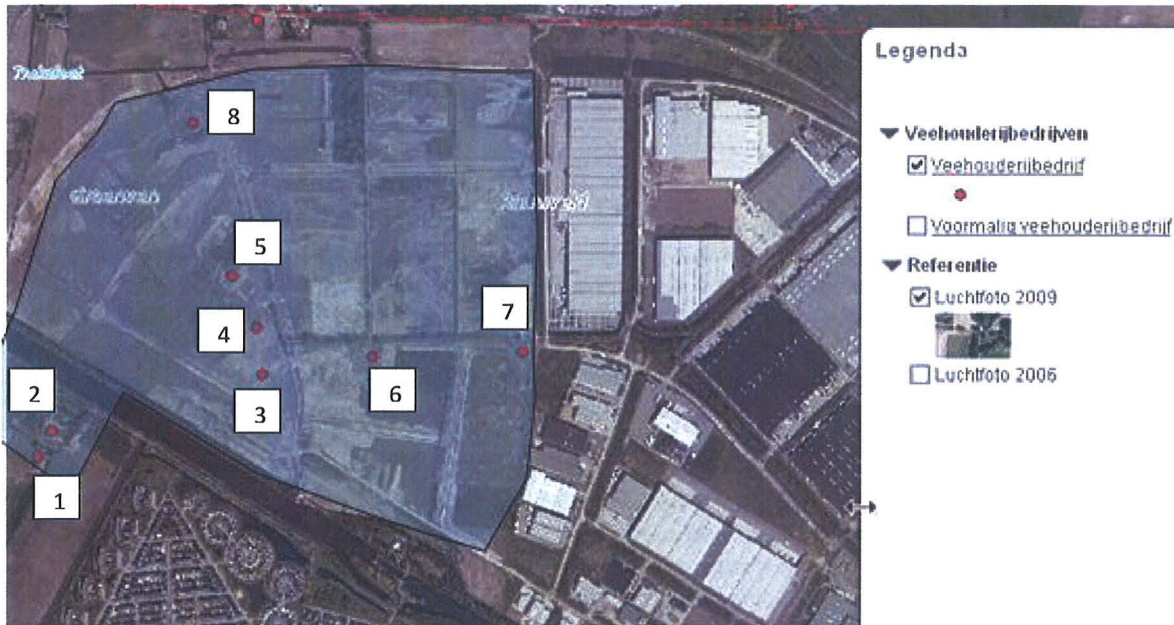 Legenda
Veehouderijbedrijven
Veehouderijbedrijf
Voormalig veehouderijbedrijf
Referentie
Luchtfoto 2009
Luchtfoto 2006
8
5
7
4
6
2
3
1